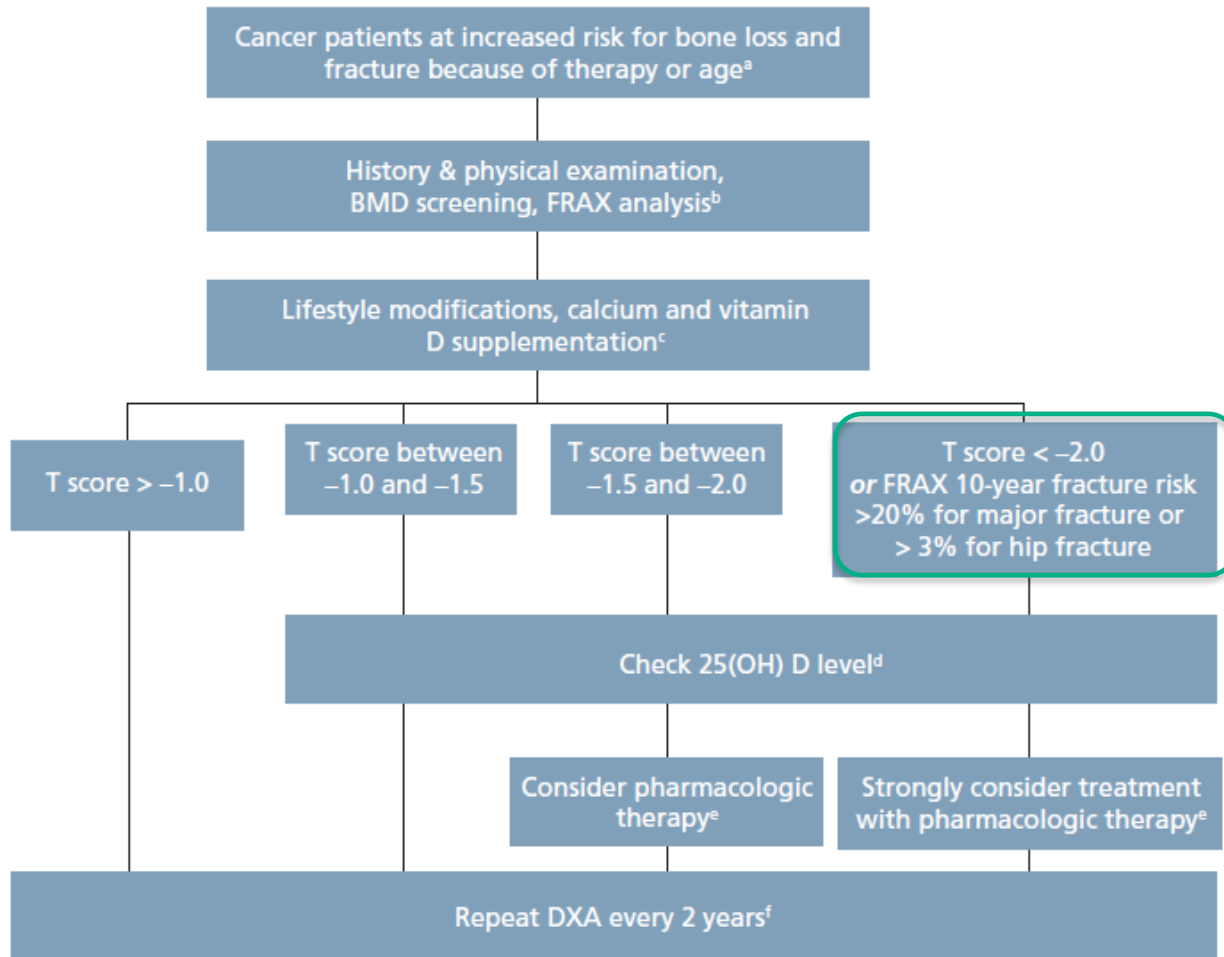 Cancer patients at increased risk for bone loss and
fracture because of therapy or ageᵃ
History & physical examination,
BMD screening, FRAX analysisᵇ
Lifestyle modifications, calcium and vitamin
D supplementationᶜ
T score > –1.0
T score between
–1.0 and –1.5
T score between
–1.5 and –2.0
T score < –2.0
or FRAX 10-year fracture risk
>20% for major fracture or
> 3% for hip fracture
Check 25(OH) D levelᵈ
Consider pharmacologic
therapyᵉ
Strongly consider treatment
with pharmacologic therapyᵉ
Repeat DXA every 2 yearsᶠ